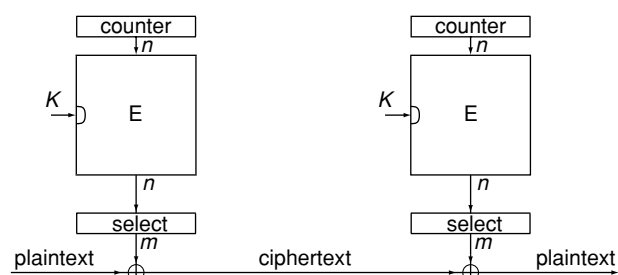 counter counter
n n
K E K E
n n
select select
m m
plaintext ciphertext plaintext